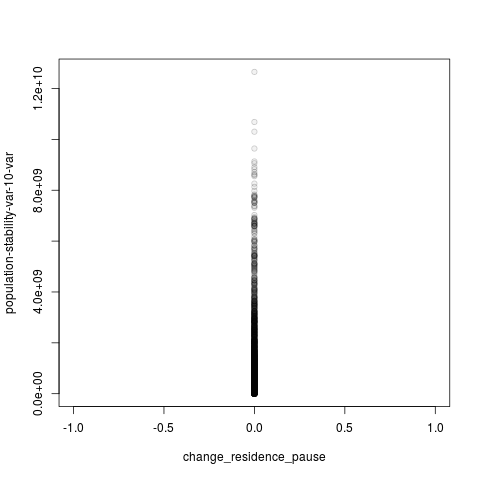 population-stability-var-10-var
1.2e+10
8.0e+09
4.0e+09
0.0e+00
-1.0
-0.5
0.0
0.5
1.0
change_residence_pause